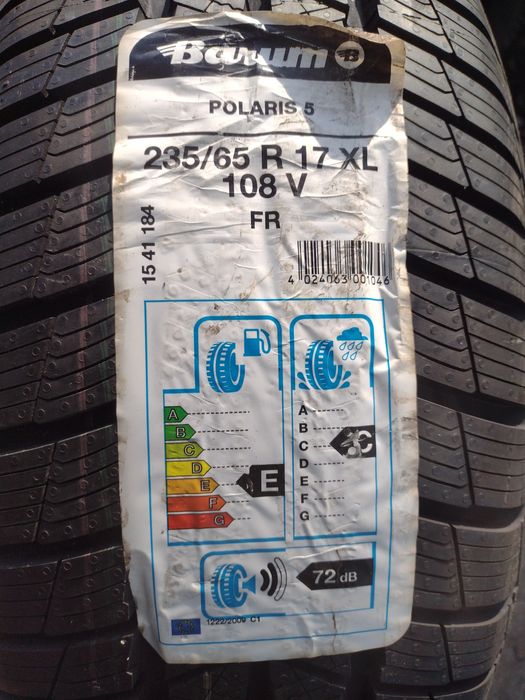 Barum B
POLARIS 5
235/65 R 17 XL
108 V
FR
15 41 184
4 024063 001046
A
B
C
D
E
F
G
E
A
B
C
D
E
F
G
C
72 dB
1222/2009 C1